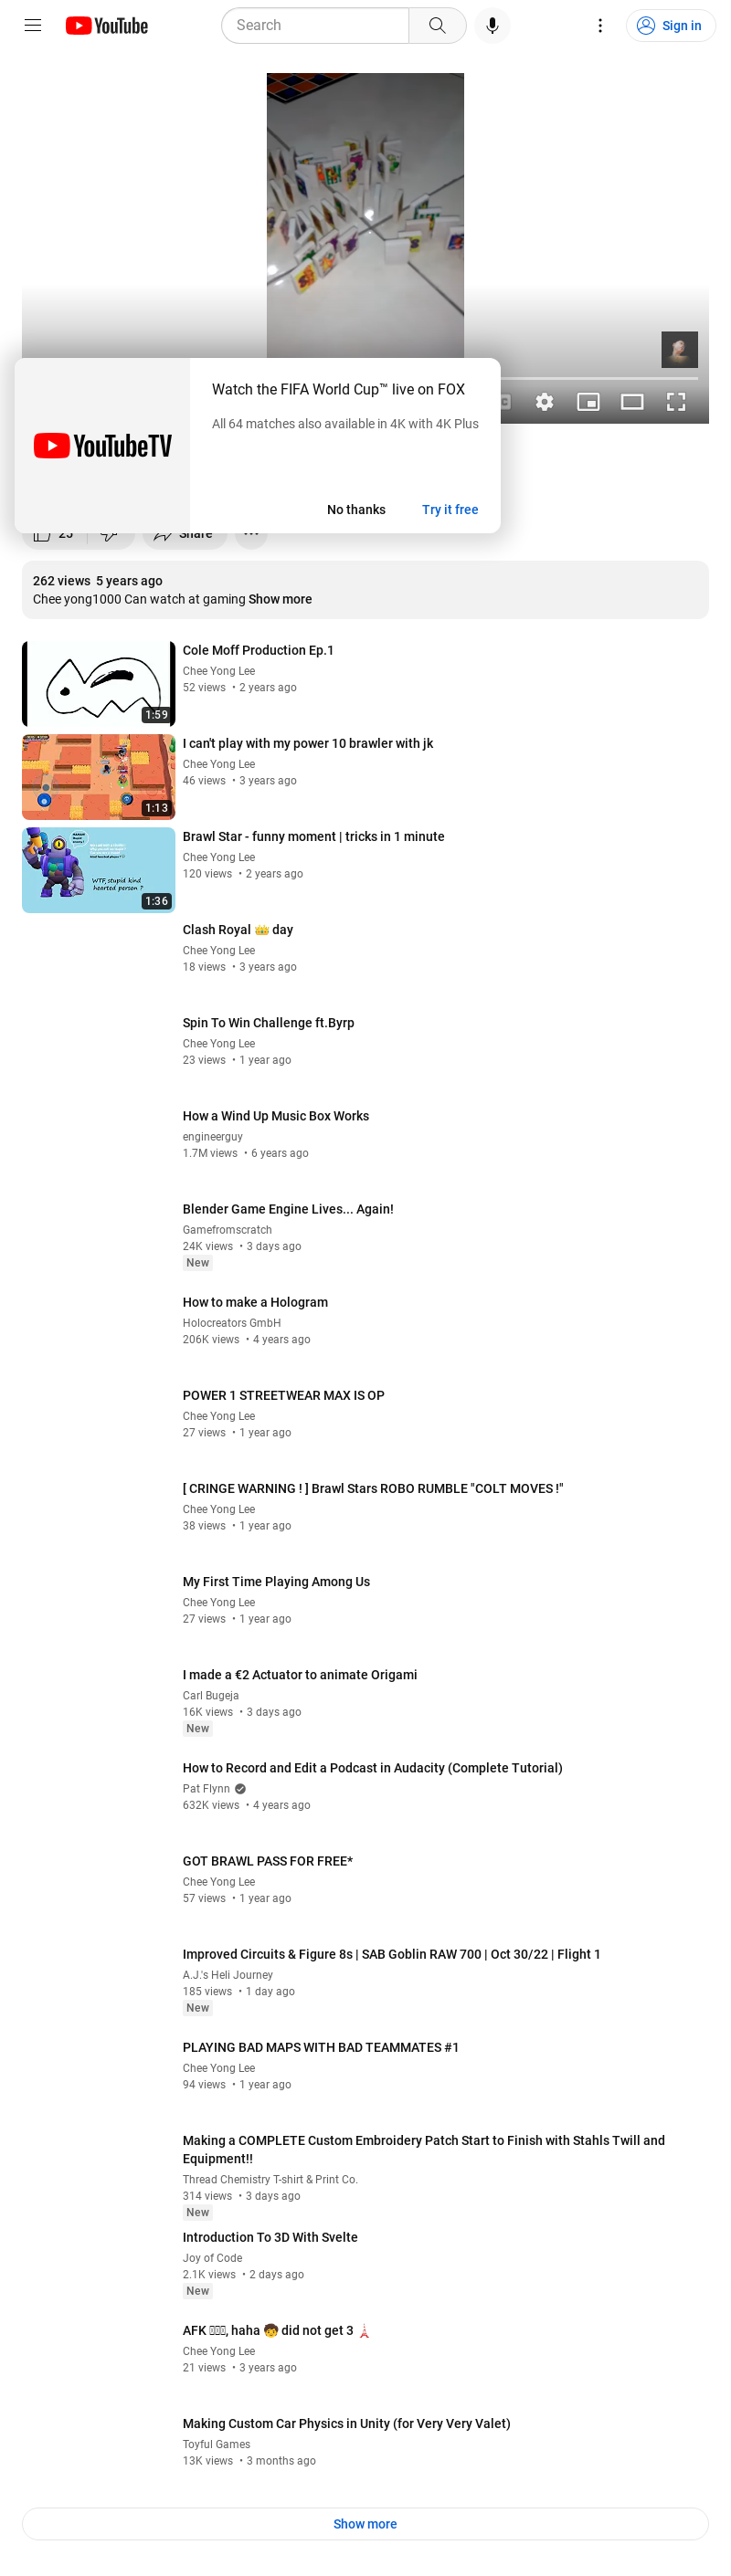 YouTube
Search
Sign in
Watch the FIFA World Cup™ live on FOX
All 64 matches also available in 4K with 4K Plus
YouTubeTV
No thanks
Try it free
25
Share
262 views 5 years ago
Chee yong1000 Can watch at gaming Show more
Cole Moff Production Ep.1
Chee Yong Lee
52 views • 2 years ago
1:59
I can't play with my power 10 brawler with jk
Chee Yong Lee
46 views • 3 years ago
1:13
Brawl Star - funny moment | tricks in 1 minute
Chee Yong Lee
120 views • 2 years ago
WTF, stupid kind
hearted person ?
1:36
Clash Royal 👑 day
Chee Yong Lee
18 views • 3 years ago
Spin To Win Challenge ft.Byrp
Chee Yong Lee
23 views • 1 year ago
How a Wind Up Music Box Works
engineerguy
1.7M views • 6 years ago
Blender Game Engine Lives... Again!
Gamefromscratch
24K views • 3 days ago
New
How to make a Hologram
Holocreators GmbH
206K views • 4 years ago
POWER 1 STREETWEAR MAX IS OP
Chee Yong Lee
27 views • 1 year ago
[ CRINGE WARNING ! ] Brawl Stars ROBO RUMBLE "COLT MOVES !"
Chee Yong Lee
38 views • 1 year ago
My First Time Playing Among Us
Chee Yong Lee
27 views • 1 year ago
I made a €2 Actuator to animate Origami
Carl Bugeja
16K views • 3 days ago
New
How to Record and Edit a Podcast in Audacity (Complete Tutorial)
Pat Flynn
632K views • 4 years ago
GOT BRAWL PASS FOR FREE*
Chee Yong Lee
57 views • 1 year ago
Improved Circuits & Figure 8s | SAB Goblin RAW 700 | Oct 30/22 | Flight 1
A.J.'s Heli Journey
185 views • 1 day ago
New
PLAYING BAD MAPS WITH BAD TEAMMATES #1
Chee Yong Lee
94 views • 1 year ago
Making a COMPLETE Custom Embroidery Patch Start to Finish with Stahls Twill and
Equipment!!
Thread Chemistry T-shirt & Print Co.
314 views • 3 days ago
New
Introduction To 3D With Svelte
Joy of Code
2.1K views • 2 days ago
New
AFK , haha 🧒 did not get 3 🗼
Chee Yong Lee
21 views • 3 years ago
Making Custom Car Physics in Unity (for Very Very Valet)
Toyful Games
13K views • 3 months ago
Show more